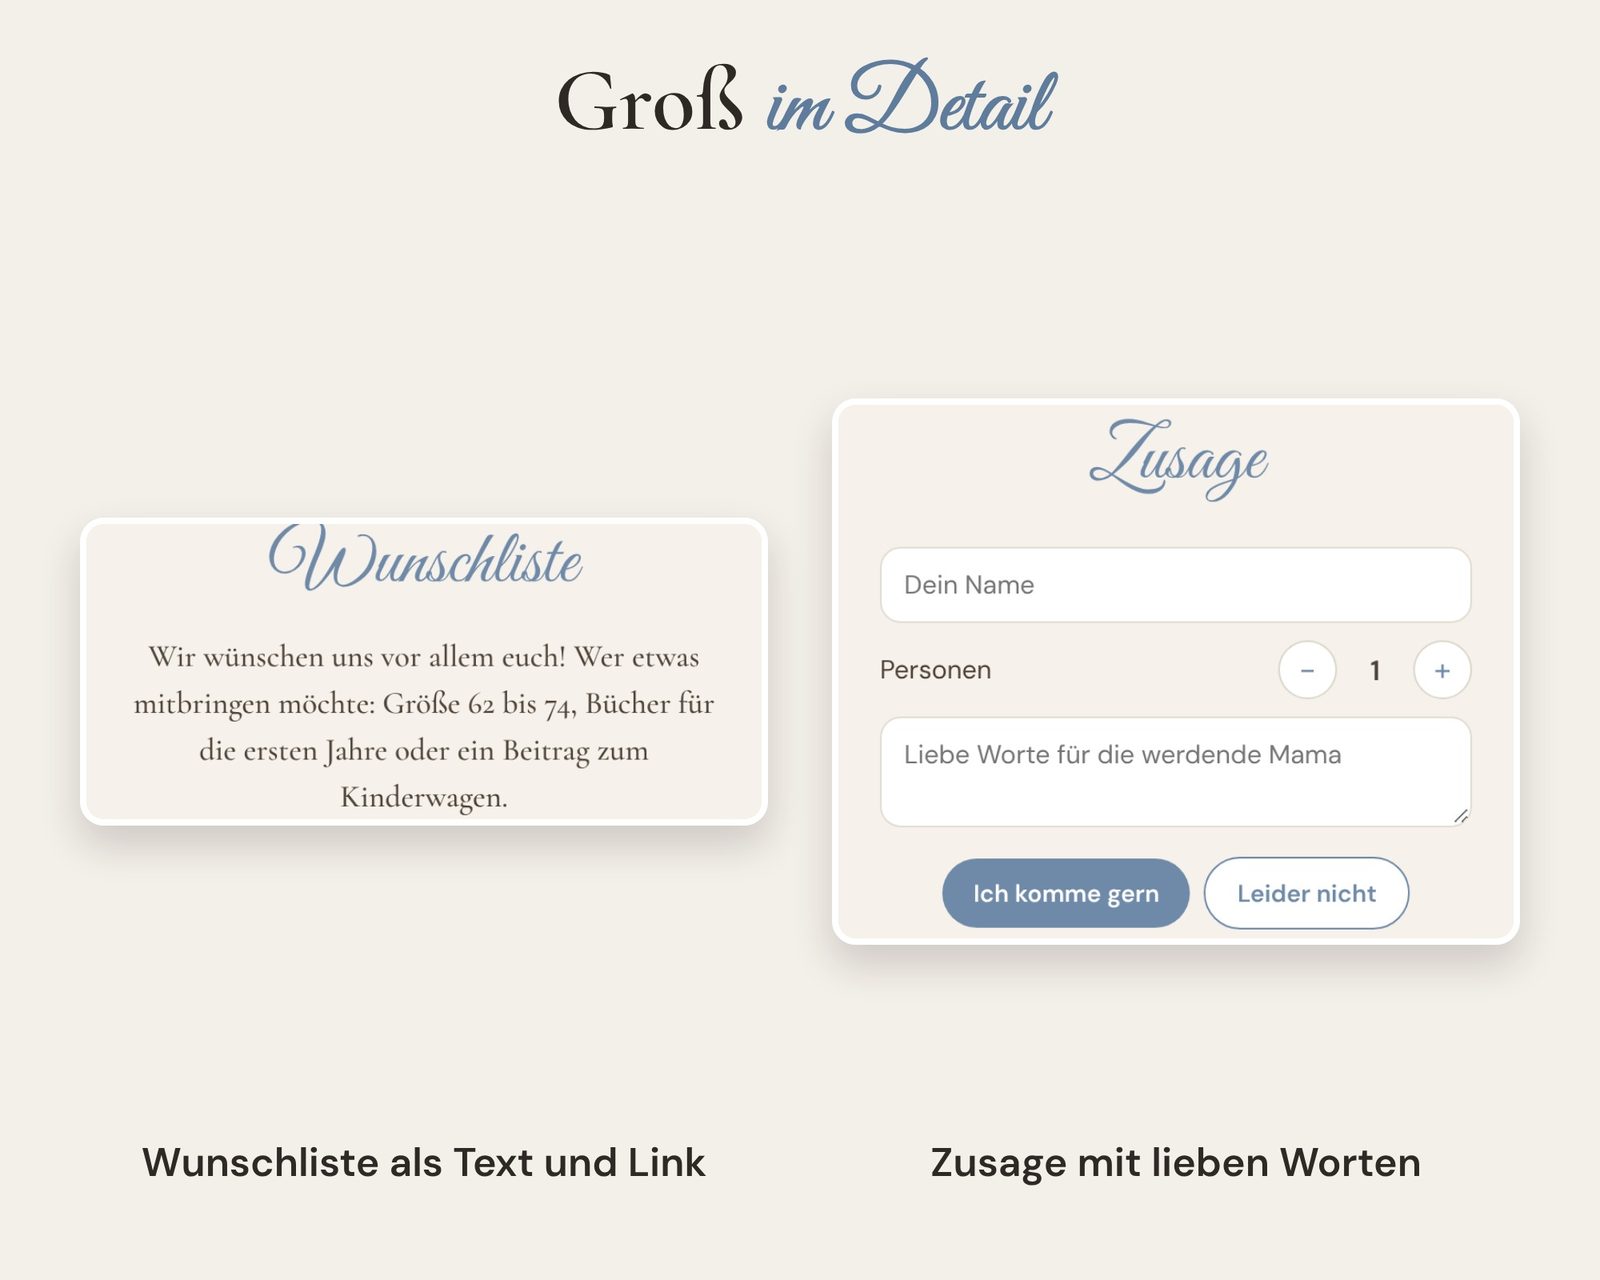 Groß im Detail
Wunschliste
Wir wünschen uns vor allem euch! Wer etwas
mitbringen möchte: Größe 62 bis 74, Bücher für
die ersten Jahre oder ein Beitrag zum
Kinderwagen.
Zusage
Dein Name
Personen − 1 +
Liebe Worte für die werdende Mama
Ich komme gern Leider nicht
Wunschliste als Text und Link
Zusage mit lieben Worten